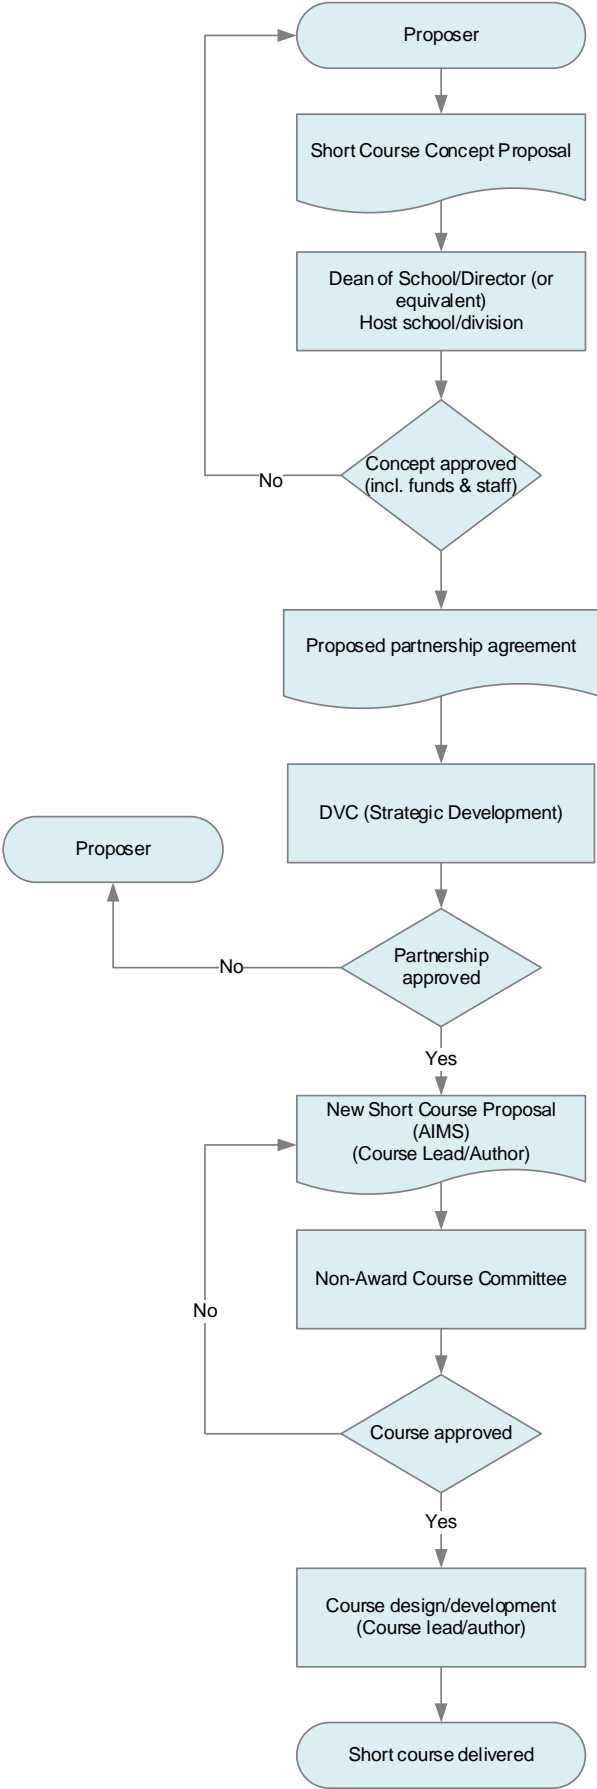 Proposer
Short Course Concept Proposal
Dean of School/Director (or
equivalent)
Host school/division
Concept approved
(incl. funds & staff)
No
Proposed partnership agreement
DVC (Strategic Development)
Proposer
Partnership
approved
No
Yes
New Short Course Proposal
(AIMS)
(Course Lead/Author)
Non-Award Course Committee
No
Course approved
Yes
Course design/development
(Course lead/author)
Short course delivered